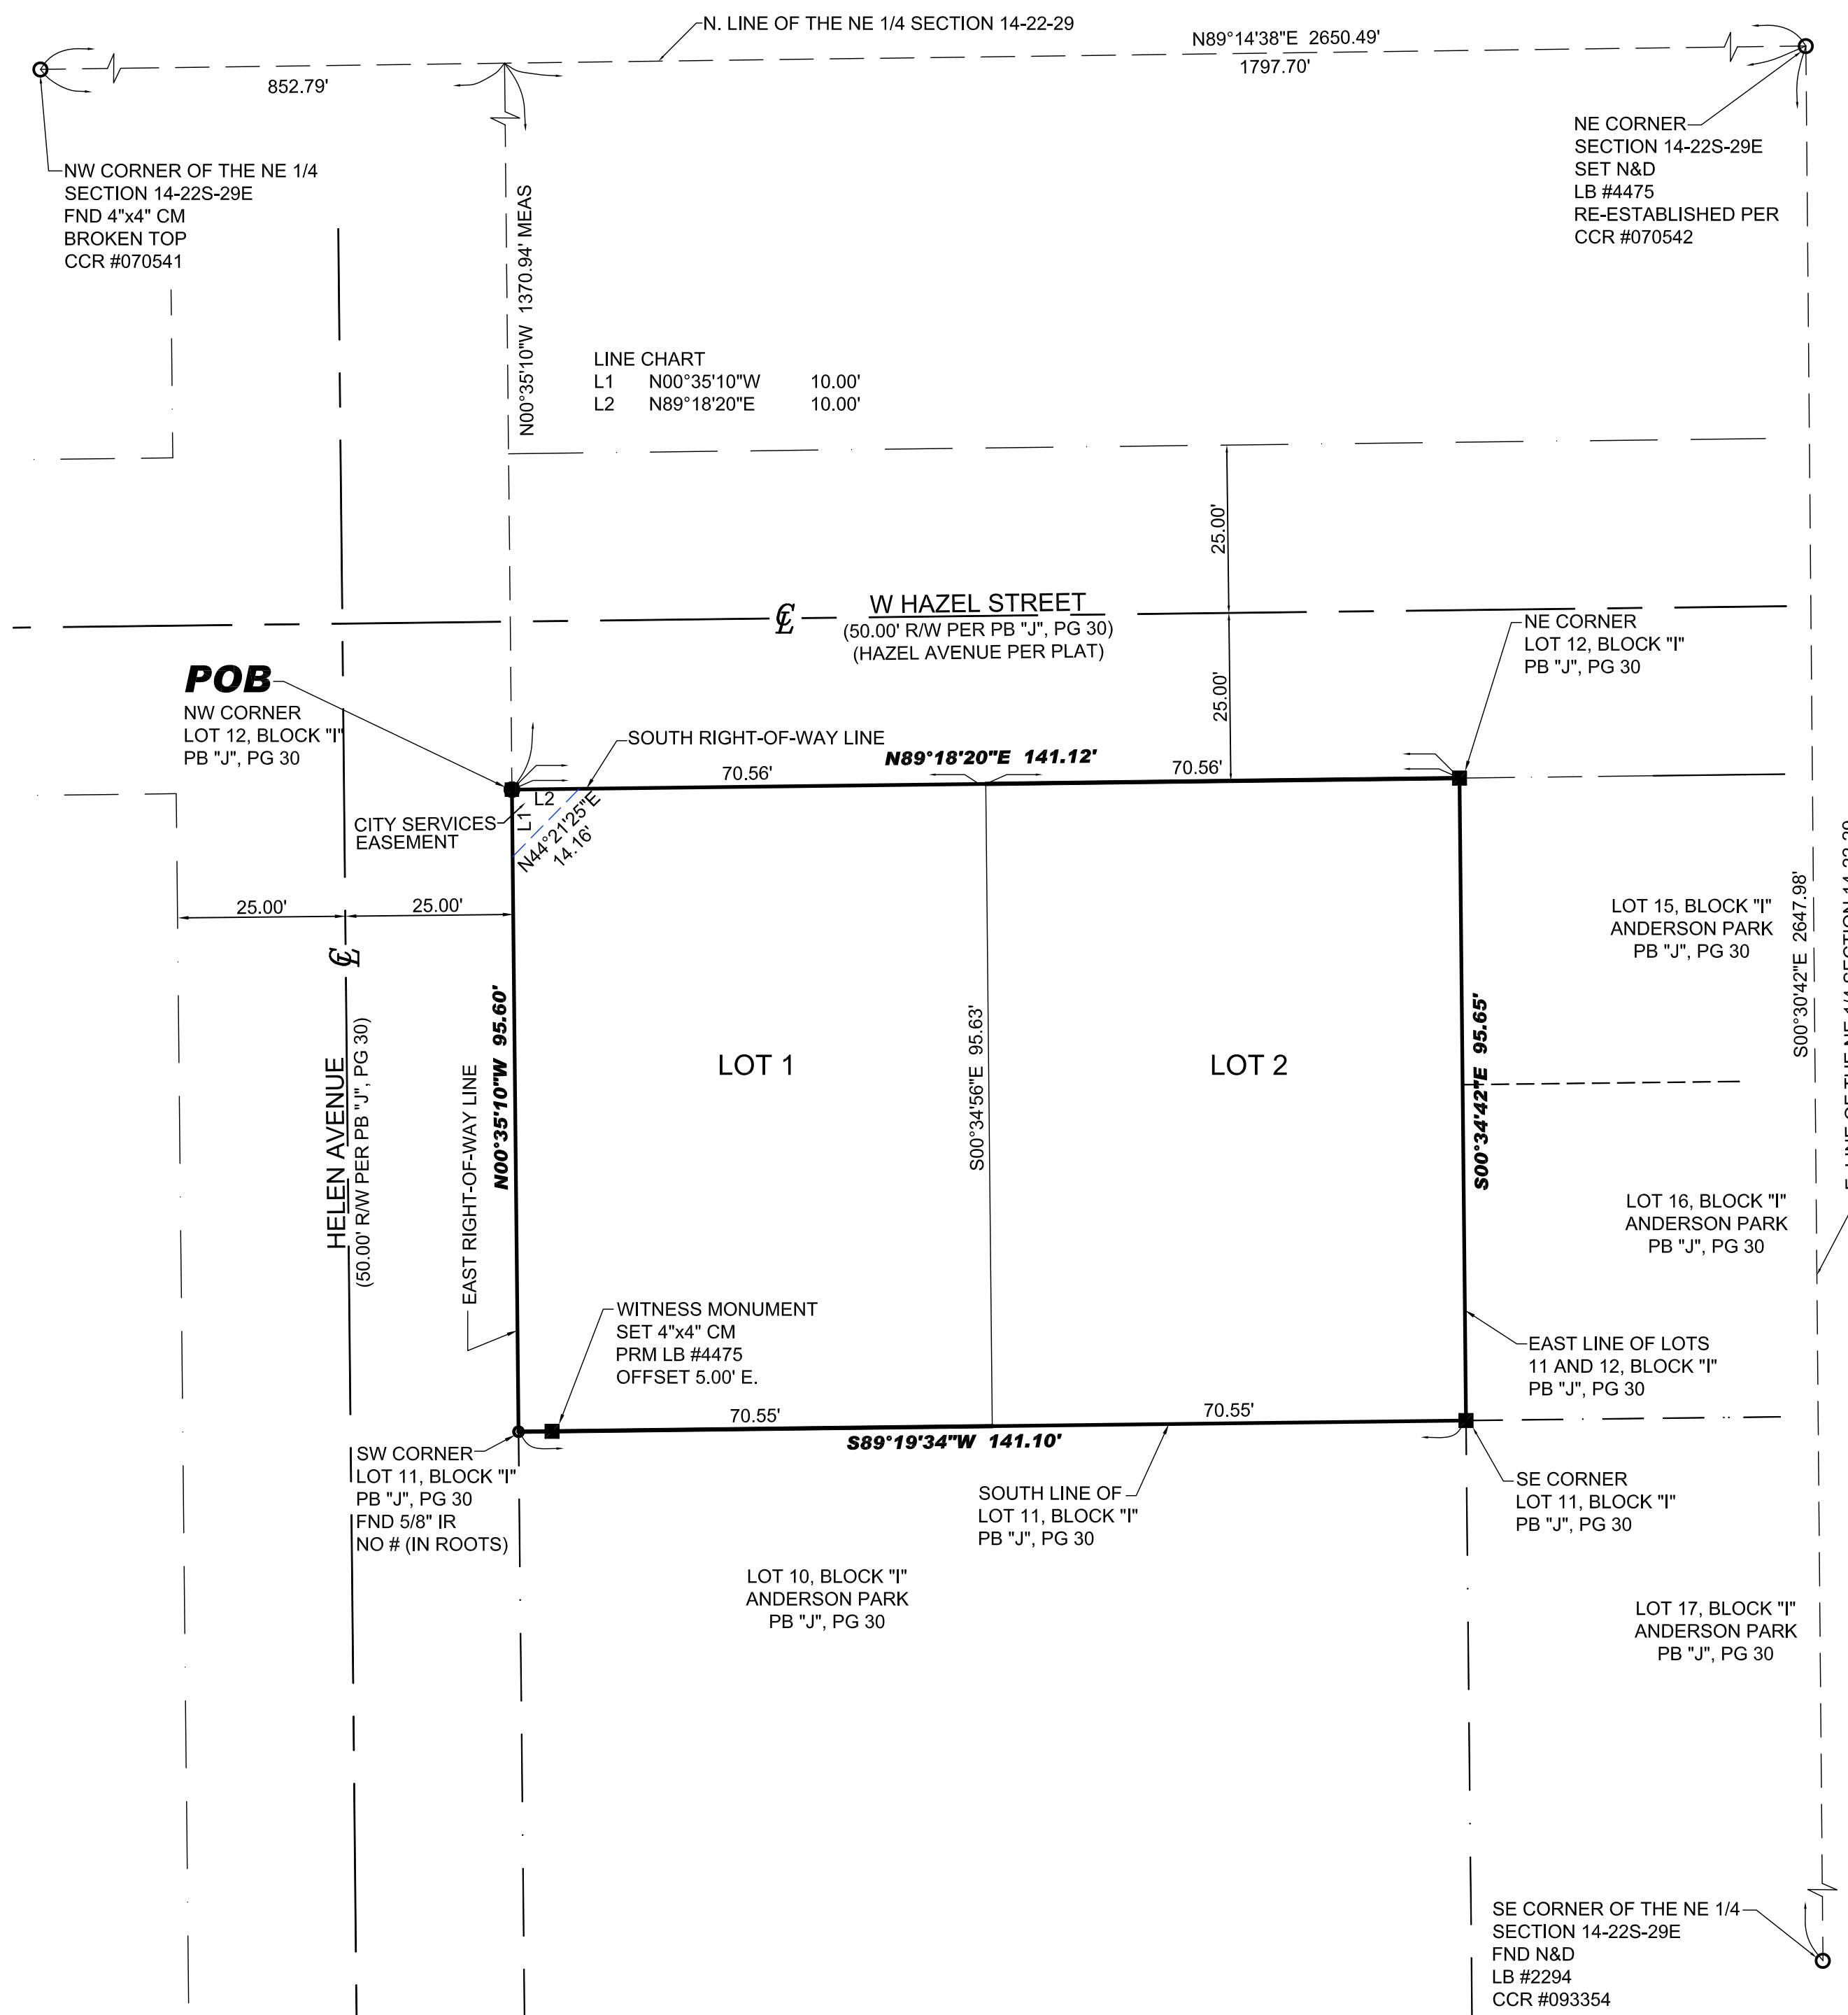 N. LINE OF THE NE 1/4 SECTION 14-22-29
N89°14'38"E 2650.49'
852.79'
1797.70'
NW CORNER OF THE NE 1/4
SECTION 14-22S-29E
FND 4"x4" CM
BROKEN TOP
CCR #070541
NE CORNER
SECTION 14-22S-29E
SET N&D
LB #4475
RE-ESTABLISHED PER
CCR #070542
N00°35'10"W 1370.94' MEAS
LINE CHART
L1 N00°35'10"W 10.00'
L2 N89°18'20"E 10.00'
25.00'
℄
W HAZEL STREET
(50.00' R/W PER PB "J", PG 30)
(HAZEL AVENUE PER PLAT)
25.00'
NE CORNER
LOT 12, BLOCK "I"
PB "J", PG 30
POB
NW CORNER
LOT 12, BLOCK "I"
PB "J", PG 30
SOUTH RIGHT-OF-WAY LINE
N89°18'20"E 141.12'
70.56'
70.56'
L2
L1
N44°21'25"E
14.16'
CITY SERVICES
EASEMENT
25.00'
25.00'
℄
HELEN AVENUE
(50.00' R/W PER PB "J", PG 30)
EAST RIGHT-OF-WAY LINE
N00°35'10"W 95.60'
LOT 1
S00°34'56"E 95.63'
LOT 2
S00°34'42"E 95.65'
LOT 15, BLOCK "I"
ANDERSON PARK
PB "J", PG 30
S00°30'42"E 2647.98'
LOT 16, BLOCK "I"
ANDERSON PARK
PB "J", PG 30
WITNESS MONUMENT
SET 4"x4" CM
PRM LB #4475
OFFSET 5.00' E.
EAST LINE OF LOTS
11 AND 12, BLOCK "I"
PB "J", PG 30
70.55'
70.55'
S89°19'34"W 141.10'
SW CORNER
LOT 11, BLOCK "I"
PB "J", PG 30
FND 5/8" IR
NO # (IN ROOTS)
SOUTH LINE OF
LOT 11, BLOCK "I"
PB "J", PG 30
SE CORNER
LOT 11, BLOCK "I"
PB "J", PG 30
LOT 10, BLOCK "I"
ANDERSON PARK
PB "J", PG 30
LOT 17, BLOCK "I"
ANDERSON PARK
PB "J", PG 30
SE CORNER OF THE NE 1/4
SECTION 14-22S-29E
FND N&D
LB #2294
CCR #093354